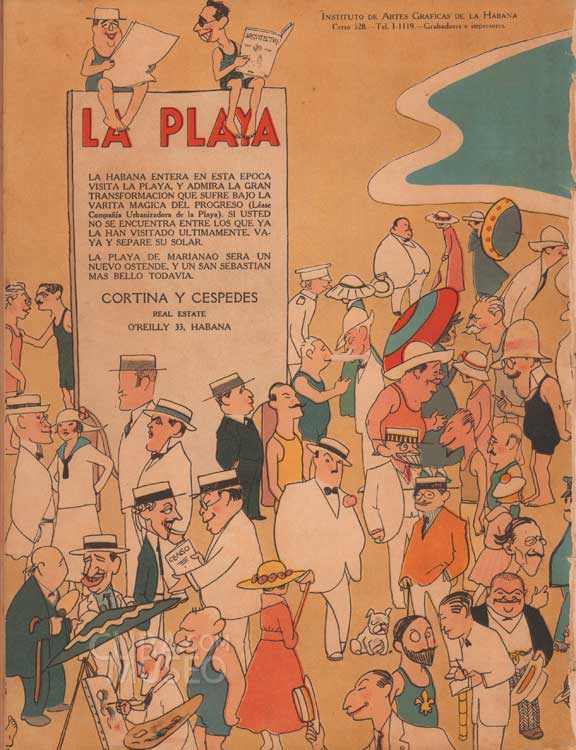 INSTITUTO DE ARTES GRAFICAS DE LA HABANA
Cerro 528.—Tel. I-1119.—Grabadores e impresores.
ARQUITECTURA
LA PLAYA
LA HABANA ENTERA EN ESTA EPOCA
VISITA LA PLAYA, Y ADMIRA LA GRAN
TRANSFORMACION QUE SUFRE BAJO LA
VARITA MAGICA DEL PROGRESO (Léase
Compañía Urbanizadora de la Playa). SI USTED
NO SE ENCUENTRA ENTRE LOS QUE YA
LA HAN VISITADO ULTIMAMENTE, VA-
YA Y SEPARE SU SOLAR.
LA PLAYA DE MARIANAO SERA UN
NUEVO OSTENDE, Y UN SAN SEBASTIAN
MAS BELLO TODAVIA.
CORTINA Y CESPEDES
REAL ESTATE
O'REILLY 33, HABANA
CENSO
MUSEO